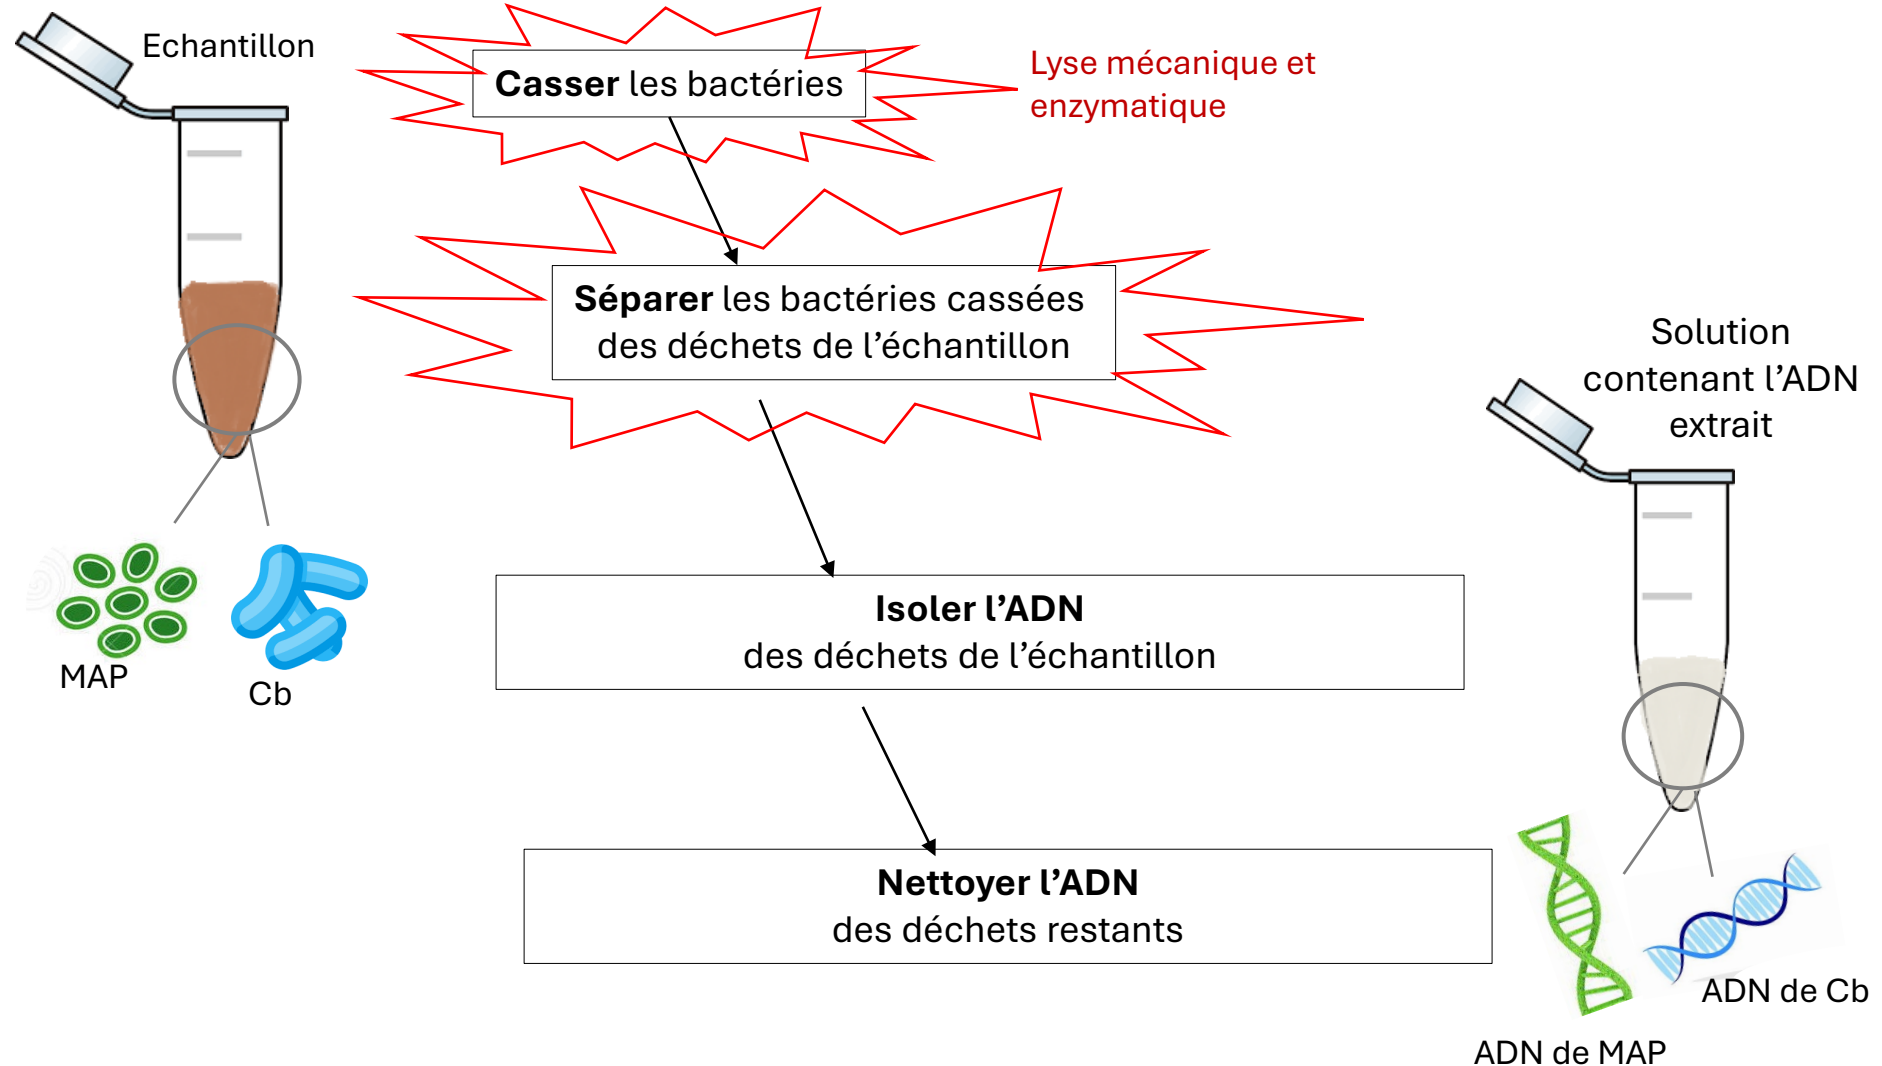 Echantillon
Casser les bactéries
Lyse mécanique et
enzymatique
Séparer les bactéries cassées
des déchets de l’échantillon
Solution
contenant l’ADN
extrait
MAP
Cb
Isoler l’ADN
des déchets de l’échantillon
Nettoyer l’ADN
des déchets restants
ADN de Cb
ADN de MAP